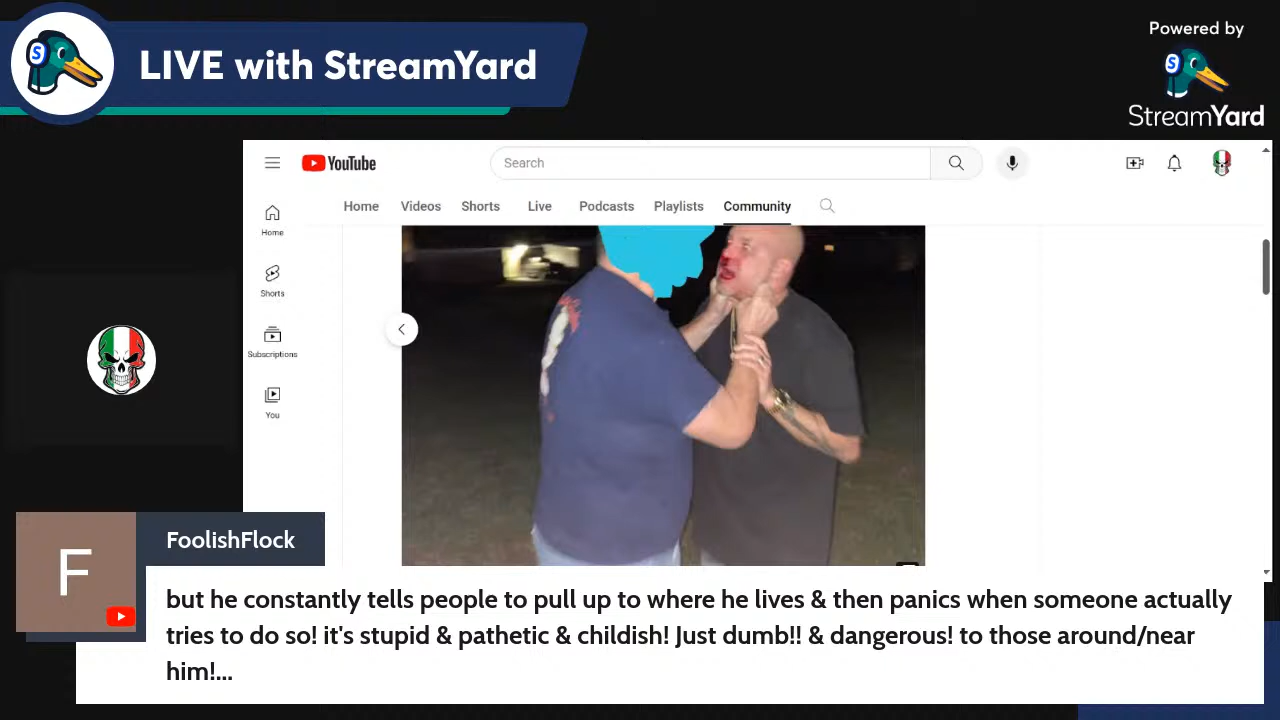 S
LIVE with StreamYard
Powered by
S
StreamYard
YouTube
Search
Home
Videos
Shorts
Live
Podcasts
Playlists
Community
Home
Shorts
Subscriptions
You
F
FoolishFlock
but he constantly tells people to pull up to where he lives & then panics when someone actually
tries to do so! it's stupid & pathetic & childish! Just dumb!! & dangerous! to those around/near
him!...